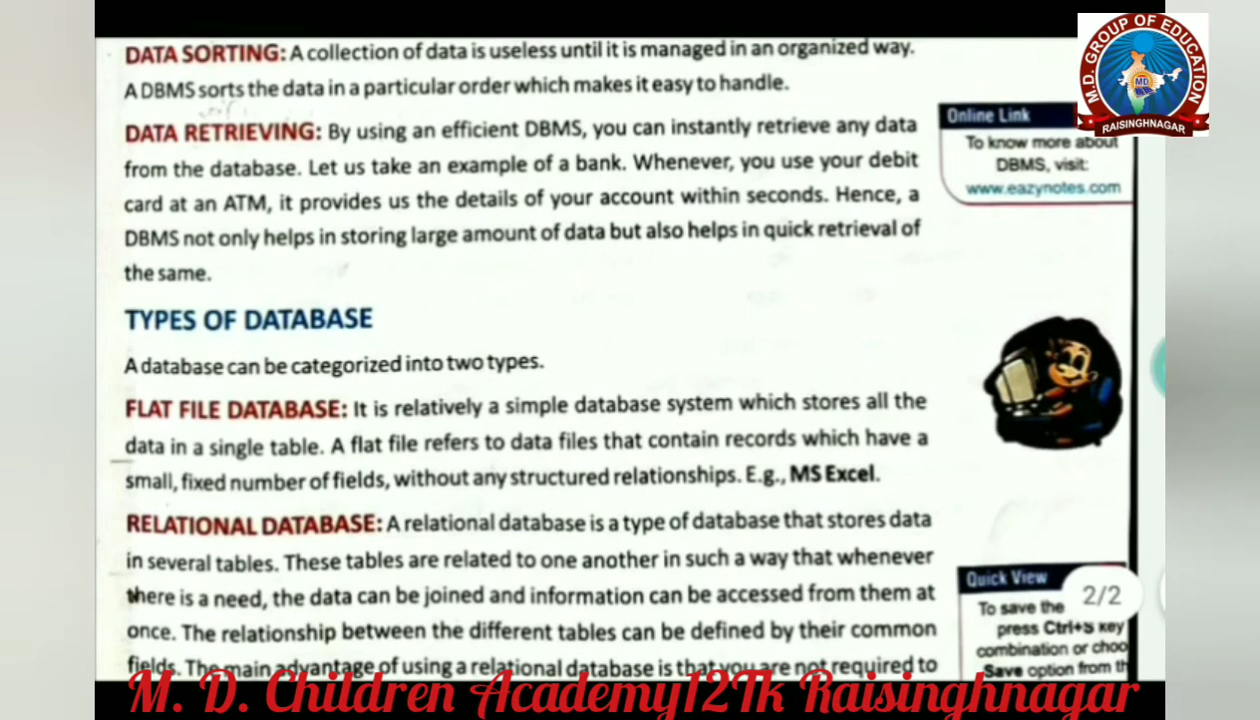 DATA SORTING: A collection of data is useless until it is managed in an organized way.
A DBMS sorts the data in a particular order which makes it easy to handle.
DATA RETRIEVING: By using an efficient DBMS, you can instantly retrieve any data
from the database. Let us take an example of a bank. Whenever, you use your debit
card at an ATM, it provides us the details of your account within seconds. Hence, a
DBMS not only helps in storing large amount of data but also helps in quick retrieval of
the same.
TYPES OF DATABASE
A database can be categorized into two types.
FLAT FILE DATABASE: It is relatively a simple database system which stores all the
data in a single table. A flat file refers to data files that contain records which have a
small, fixed number of fields, without any structured relationships. E.g., MS Excel.
RELATIONAL DATABASE: A relational database is a type of database that stores data
in several tables. These tables are related to one another in such a way that whenever
there is a need, the data can be joined and information can be accessed from them at
once. The relationship between the different tables can be defined by their common
fields. The main advantage of using a relational database is that you are not required to
M.D. GROUP OF EDUCATION
MD
RAISINGHNAGAR
Online Link
To know more about
DBMS, visit:
www.eazynotes.com
Quick View
2/2
To save the
press Ctrl+S key
combination or choo
Save option from th
M. D. Children Academy12Tk Raisinghnagar